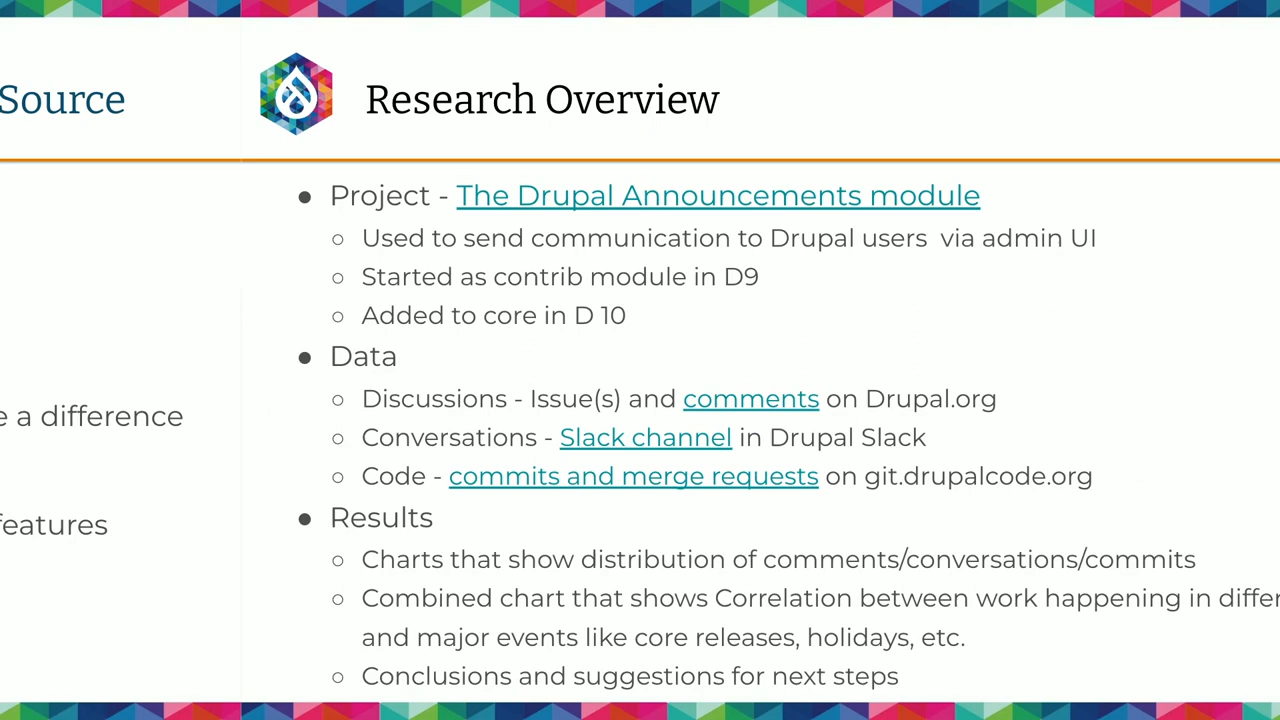 Source
e a difference
features
Research Overview
● Project - The Drupal Announcements module
○ Used to send communication to Drupal users via admin UI
○ Started as contrib module in D9
○ Added to core in D 10
● Data
○ Discussions - Issue(s) and comments on Drupal.org
○ Conversations - Slack channel in Drupal Slack
○ Code - commits and merge requests on git.drupalcode.org
● Results
○ Charts that show distribution of comments/conversations/commits
○ Combined chart that shows Correlation between work happening in differ
and major events like core releases, holidays, etc.
○ Conclusions and suggestions for next steps